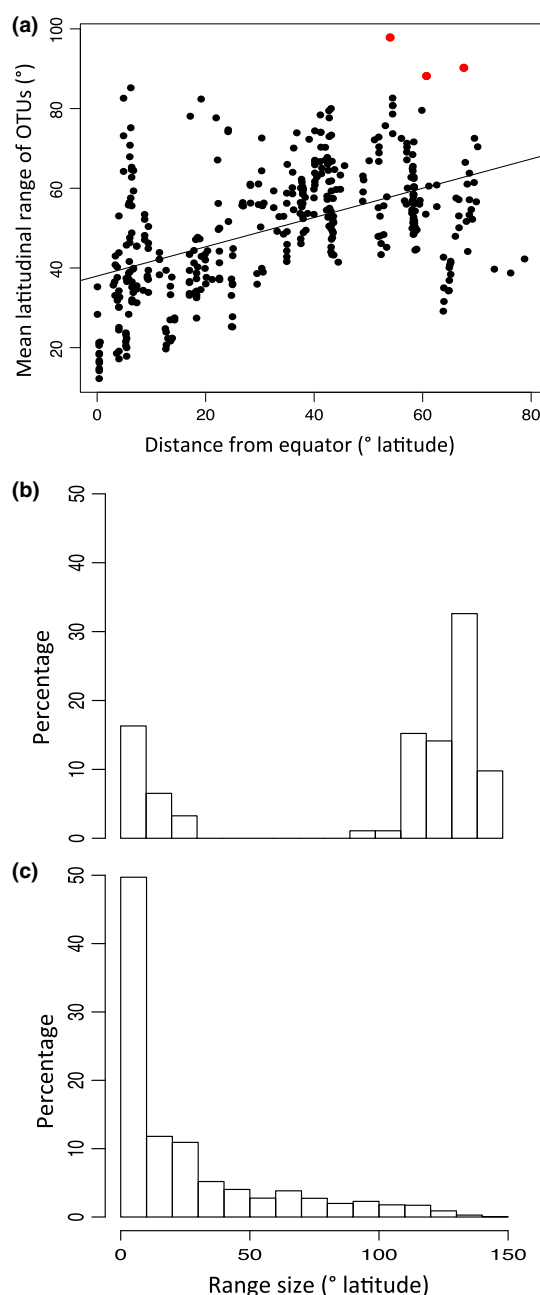 (a)
Mean latitudinal range of OTUs (°)
100
80
60
40
20
0 20 40 60 80
Distance from equator (° latitude)
(b)
Percentage
50
40
30
20
10
0
(c)
Percentage
50
40
30
20
10
0
0 50 100 150
Range size (° latitude)